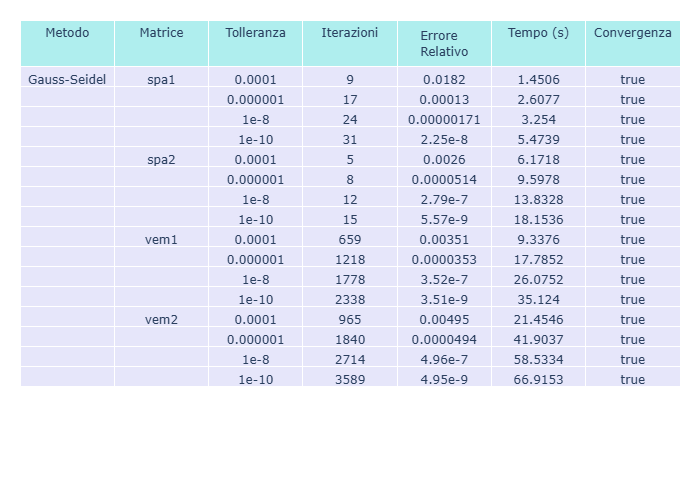 Metodo Matrice Tolleranza Iterazioni Errore Relativo Tempo (s) Convergenza
Gauss-Seidel spa1 0.0001 9 0.0182 1.4506 true
0.000001 17 0.00013 2.6077 true
1e-8 24 0.00000171 3.254 true
1e-10 31 2.25e-8 5.4739 true
spa2 0.0001 5 0.0026 6.1718 true
0.000001 8 0.0000514 9.5978 true
1e-8 12 2.79e-7 13.8328 true
1e-10 15 5.57e-9 18.1536 true
vem1 0.0001 659 0.00351 9.3376 true
0.000001 1218 0.0000353 17.7852 true
1e-8 1778 3.52e-7 26.0752 true
1e-10 2338 3.51e-9 35.124 true
vem2 0.0001 965 0.00495 21.4546 true
0.000001 1840 0.0000494 41.9037 true
1e-8 2714 4.96e-7 58.5334 true
1e-10 3589 4.95e-9 66.9153 true